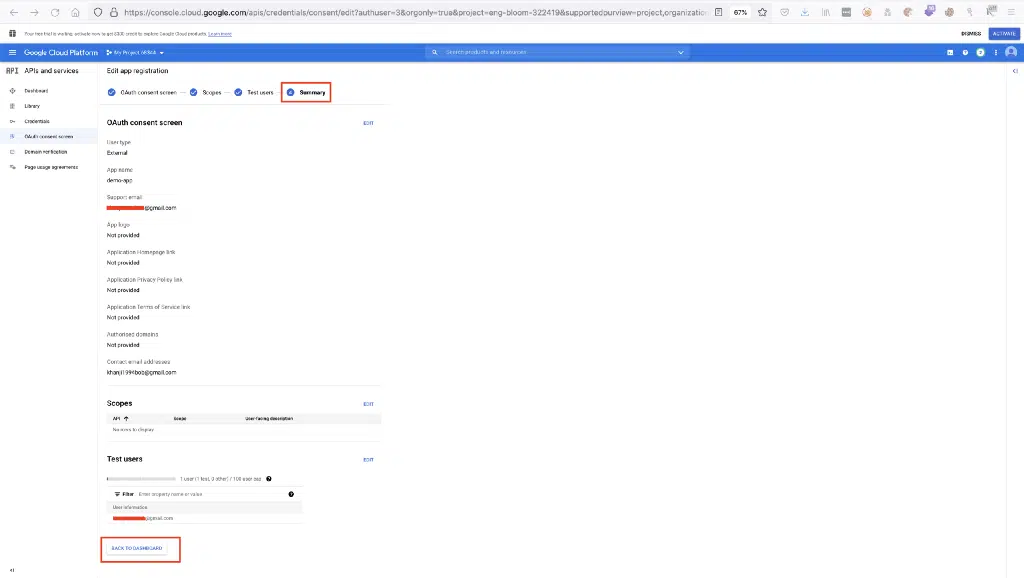 https://console.cloud.google.com/apis/credentials/consent/edit?authuser=3&orgonly=true&project=eng-bloom-322419&supportedpurview=project,organization
67%
Your free trial is waiting: activate now to get $300 credit to explore Google Cloud products. Learn more
DISMISS
ACTIVATE
Google Cloud Platform
My Project
Search products and resources
API
APIs and services
Edit app registration
Dashboard
Library
Credentials
OAuth consent screen
Domain verification
Page usage agreements
OAuth consent screen
Scopes
Test users
4
Summary
OAuth consent screen
EDIT
User type
External
App name
demo-app
Support email
@gmail.com
App logo
Not provided
Application Homepage link
Not provided
Application Privacy Policy link
Not provided
Application Terms of Service link
Not provided
Authorised domains
Not provided
Contact email addresses
khanji1994bob@gmail.com
Scopes
EDIT
API
Scope
User-facing description
No rows to display
Test users
EDIT
1 user (1 test, 0 other) / 100 user cap
Filter
Enter property name or value
User information
@gmail.com
BACK TO DASHBOARD